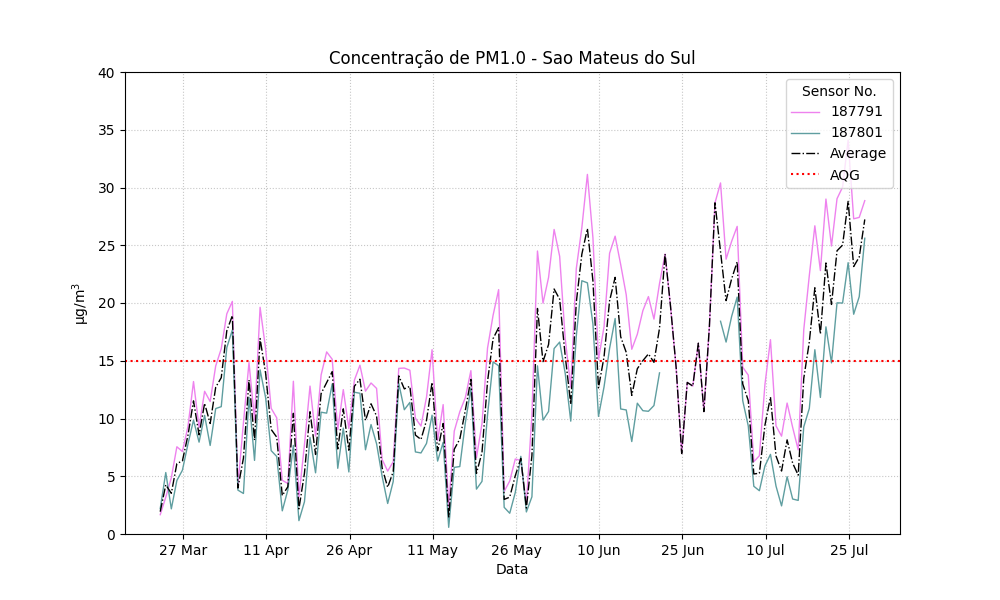 Concentração de PM1.0 - Sao Mateus do Sul
40
35
30
25
20
15
10
5
0
µg/m³
Sensor No.
187791
187801
Average
AQG
27 Mar
11 Apr
26 Apr
11 May
26 May
10 Jun
25 Jun
10 Jul
25 Jul
Data